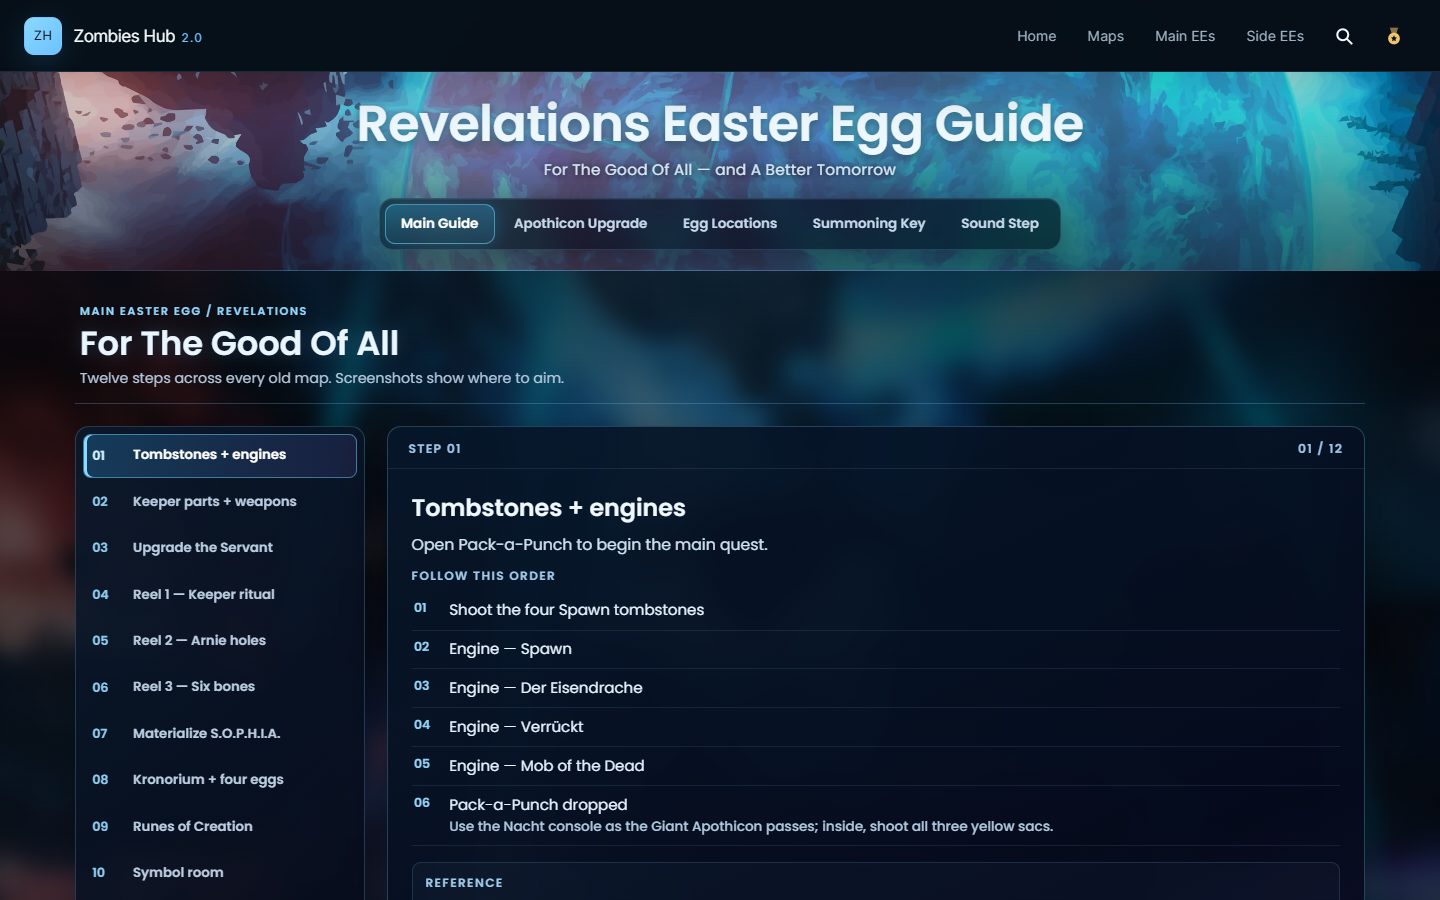 ZH Zombies Hub 2.0 Home Maps Main EEs Side EEs
Revelations Easter Egg Guide
For The Good Of All — and A Better Tomorrow
Main Guide Apothicon Upgrade Egg Locations Summoning Key Sound Step
MAIN EASTER EGG / REVELATIONS
For The Good Of All
Twelve steps across every old map. Screenshots show where to aim.
01 Tombstones + engines
02 Keeper parts + weapons
03 Upgrade the Servant
04 Reel 1 — Keeper ritual
05 Reel 2 — Arnie holes
06 Reel 3 — Six bones
07 Materialize S.O.P.H.I.A.
08 Kronorium + four eggs
09 Runes of Creation
10 Symbol room
STEP 01 01 / 12
Tombstones + engines
Open Pack-a-Punch to begin the main quest.
FOLLOW THIS ORDER
01 Shoot the four Spawn tombstones
02 Engine — Spawn
03 Engine — Der Eisendrache
04 Engine — Verrückt
05 Engine — Mob of the Dead
06 Pack-a-Punch dropped
Use the Nacht console as the Giant Apothicon passes; inside, shoot all three yellow sacs.
REFERENCE